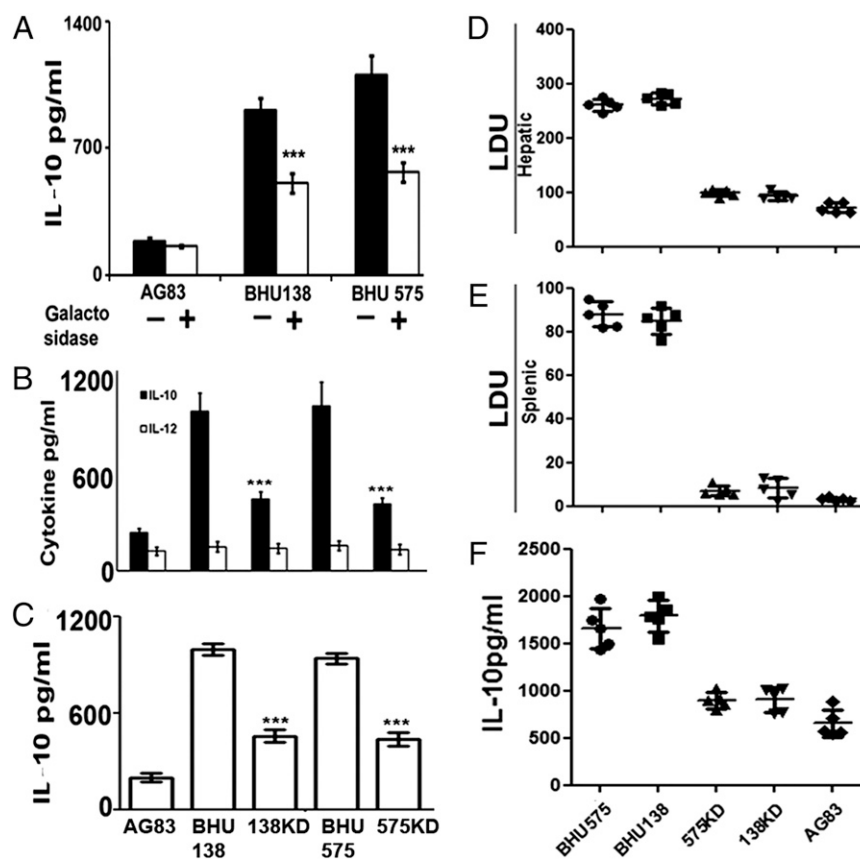 A
IL-10 pg/ml
1400
700
0
***
***
AG83
BHU138
BHU 575
Galacto
sidase
− + − + − +
B
Cytokine pg/ml
1200
600
0
IL-10
IL-12
***
***
C
IL-10 pg/ml
1200
600
0
***
***
AG83
BHU
138
138KD
BHU
575
575KD
D
LDU
Hepatic
400
300
200
100
0
E
LDU
Splenic
100
80
60
40
20
0
F
IL-10pg/ml
2500
2000
1500
1000
500
0
BHU575
BHU138
575KD
138KD
AG83